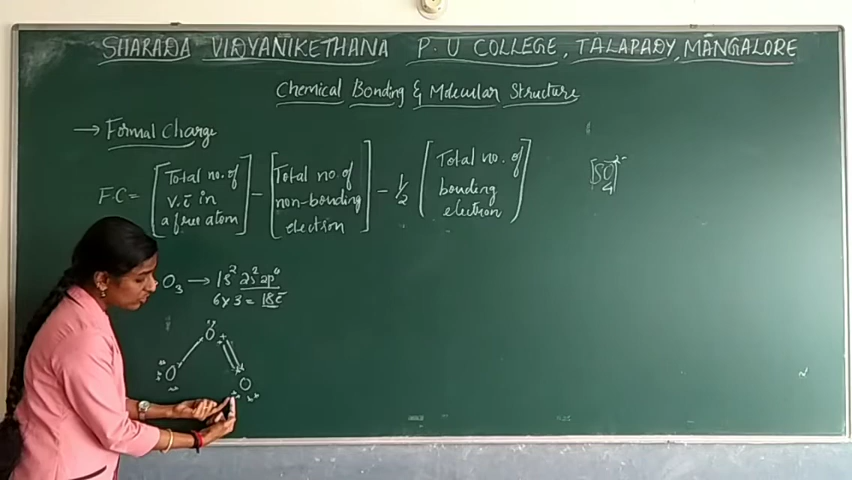 SHARADA VIDYANIKETHANA P. U COLLEGE, TALAPADY, MANGALORE
Chemical Bonding & Molecular Structure
→ Formal Charge
F.C = [Total no. of v.ē in a free atom] - [Total no. of non-bonding electron] - 1/2 [Total no. of bonding electron]
[SO₄]²⁻
O₃ → 1s² 2s² 2p⁴
6 x 3 = 18ē
O
O
O